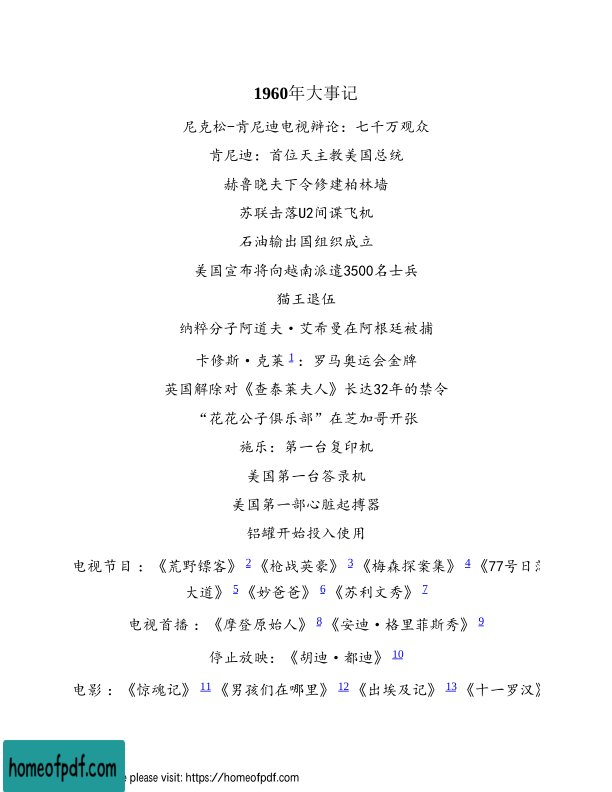 1960年大事记
尼克松-肯尼迪电视辩论：七千万观众
肯尼迪：首位天主教美国总统
赫鲁晓夫下令修建柏林墙
苏联击落U2间谍飞机
石油输出国组织成立
美国宣布将向越南派遣3500名士兵
猫王退伍
纳粹分子阿道夫·艾希曼在阿根廷被捕
卡修斯·克莱 1 ：罗马奥运会金牌
英国解除对《查泰莱夫人》长达32年的禁令
“花花公子俱乐部”在芝加哥开张
施乐：第一台复印机
美国第一台答录机
美国第一部心脏起搏器
铝罐开始投入使用
电视节目：《荒野镖客》 2 《枪战英豪》 3 《梅森探案集》 4 《77号日落
大道》 5 《妙爸爸》 6 《苏利文秀》 7
电视首播：《摩登原始人》 8 《安迪·格里菲斯秀》 9
停止放映：《胡迪·都迪》 10
电影：《惊魂记》 11 《男孩们在哪里》 12 《出埃及记》 13 《十一罗汉》
homeofpdf.com
e please visit: https://homeofpdf.com